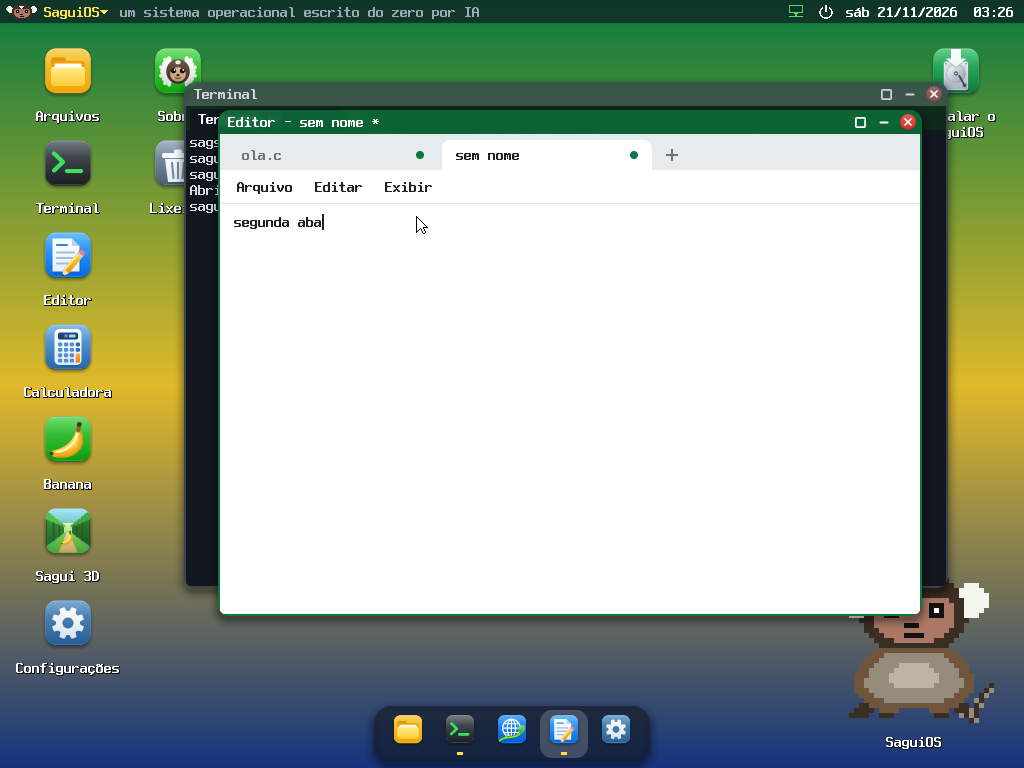 SaguiOS um sistema operacional escrito do zero por IA sáb 21/11/2026 03:26
Arquivos
Terminal
Editor
Calculadora
Banana
Sagui 3D
Configurações
Terminal
Editor - sem nome *
ola.c sem nome +
Arquivo Editar Exibir
segunda aba
SaguiOS